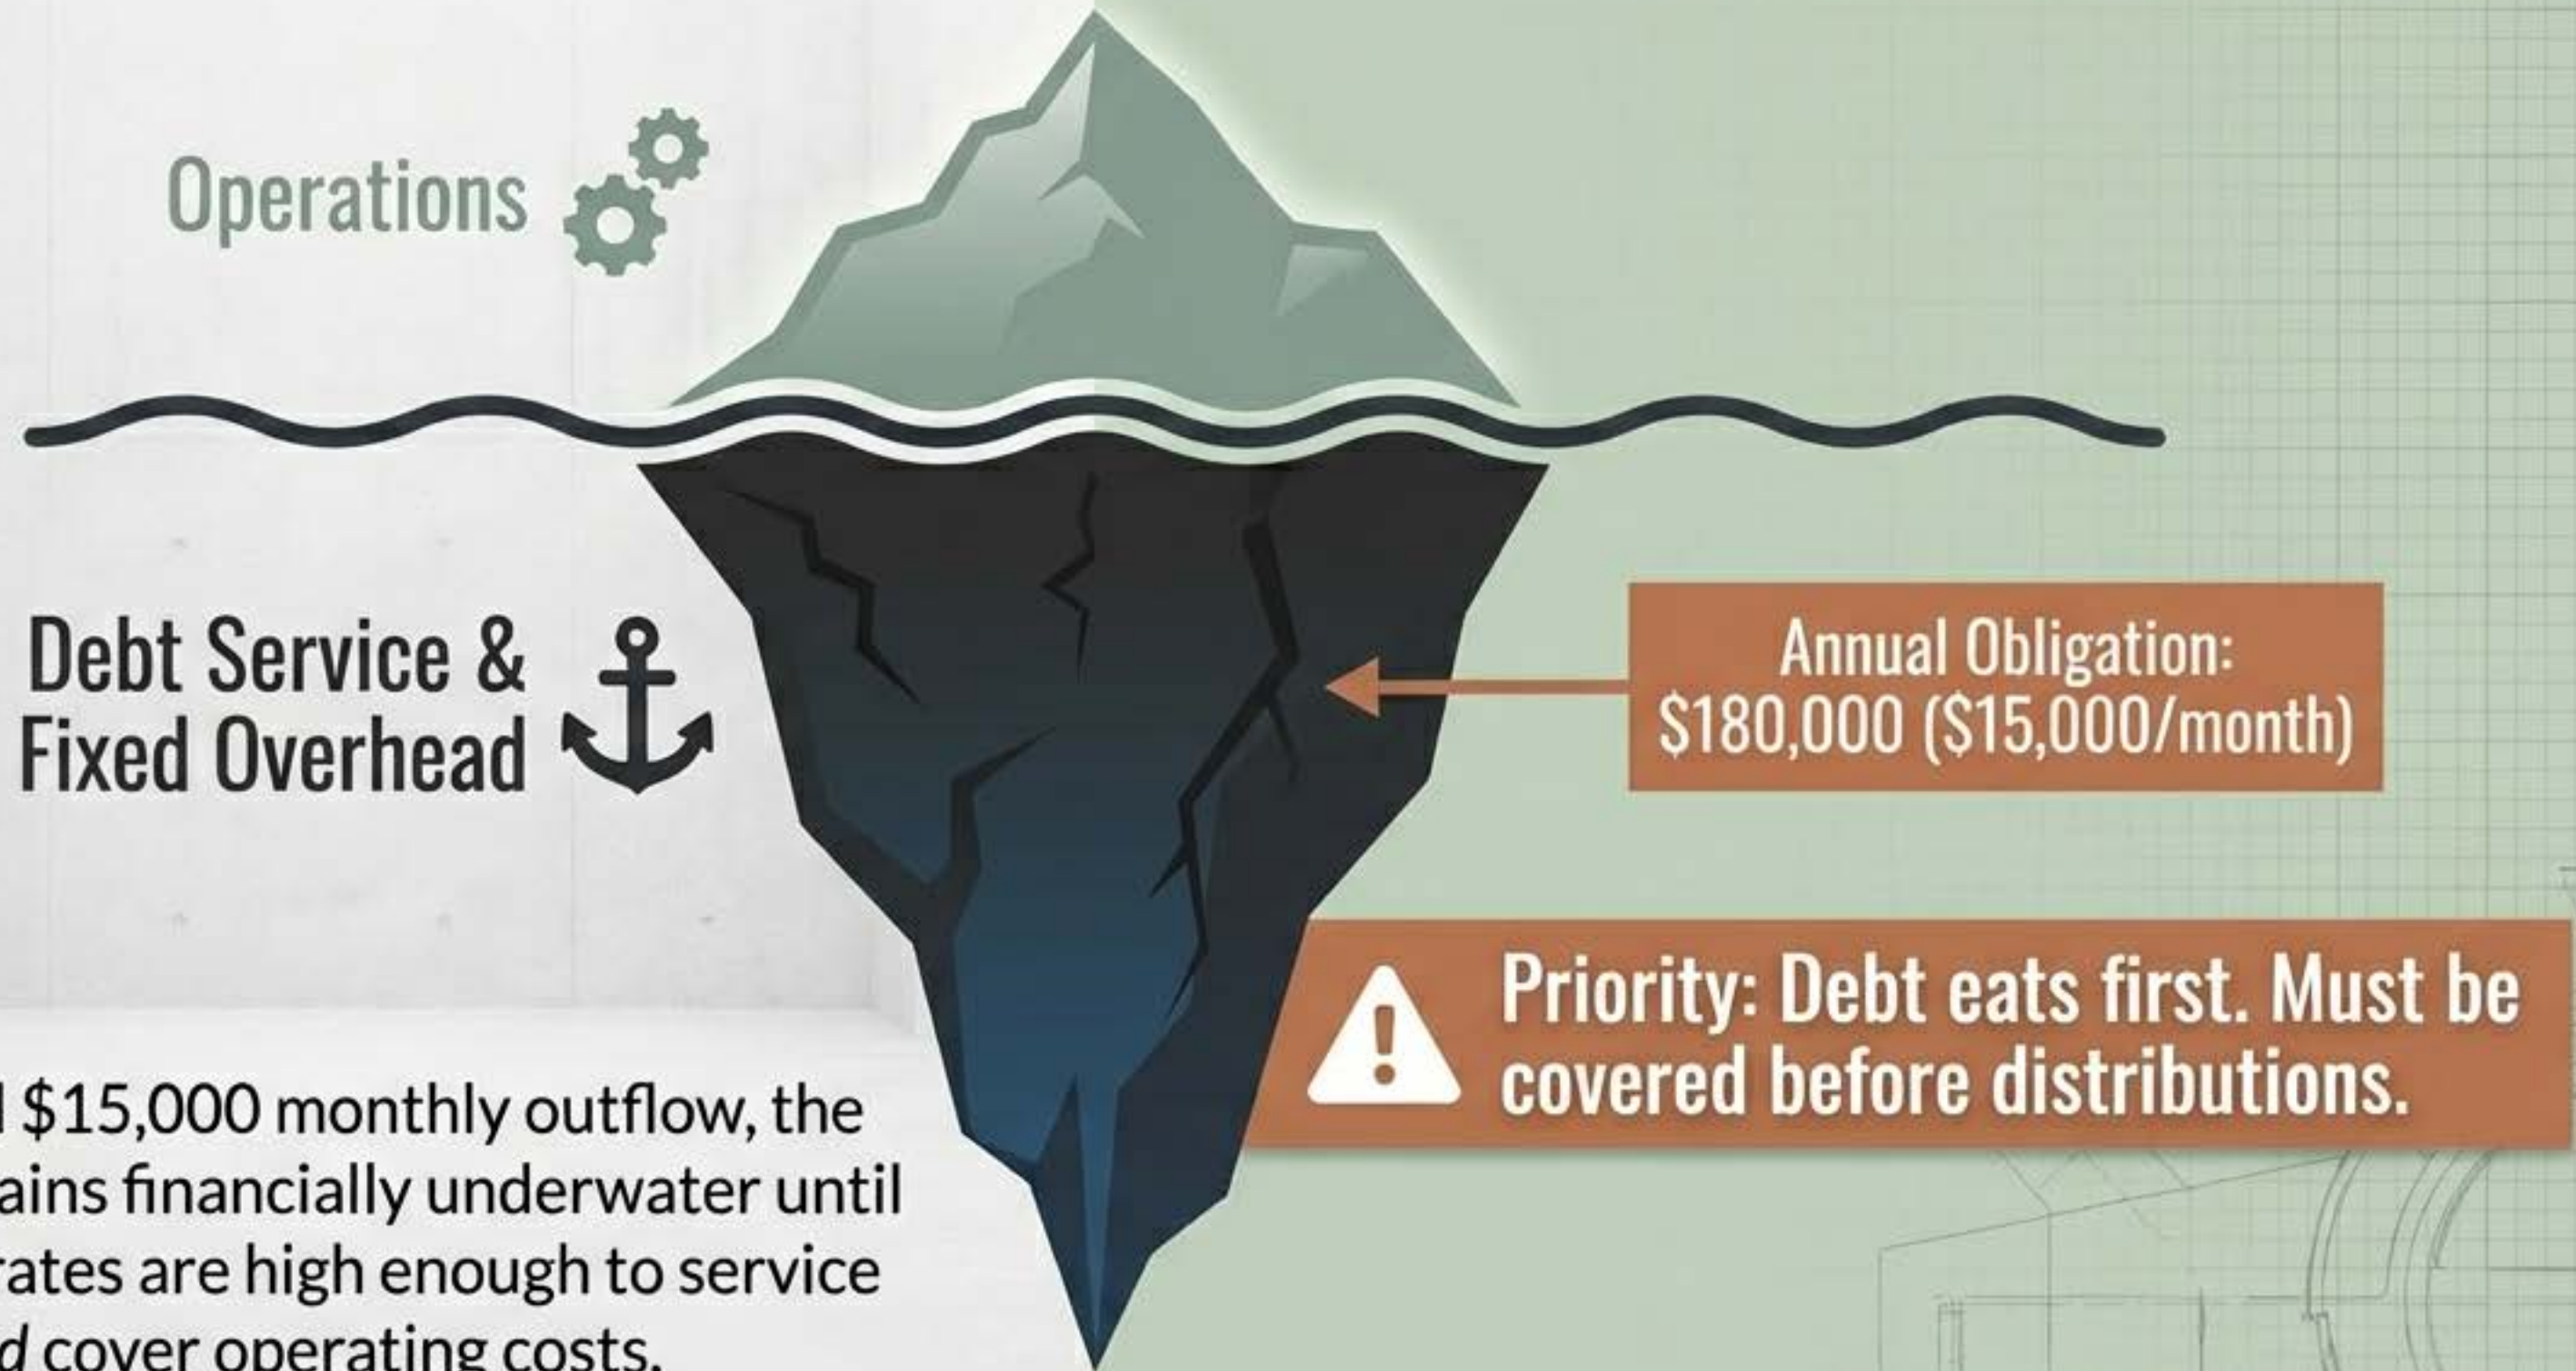 Operations
Debt Service &
Fixed Overhead
Annual Obligation:
$180,000 ($15,000/month)
Priority: Debt eats first. Must be
covered before distributions.
$15,000 monthly outflow, the
financially underwater until
are high enough to service
cover operating costs.